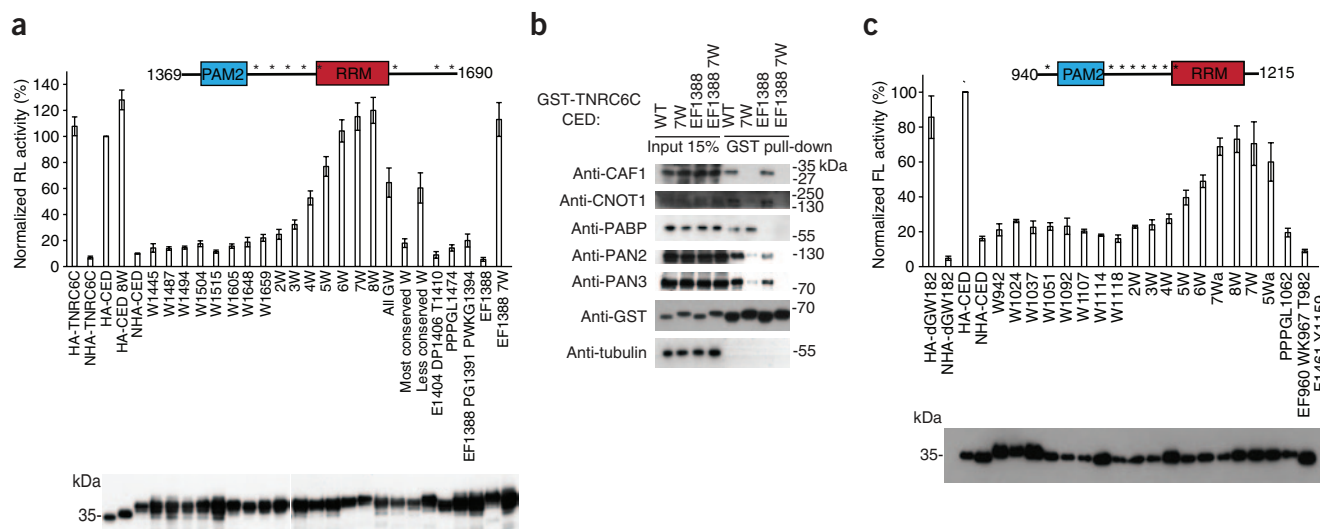 a
1369
PAM2
* * * * * * *
RRM
1690
Normalized RL activity (%)
140
120
100
80
60
40
20
0
HA-TNRC6C
NHA-TNRC6C
HA-CED
HA-CED 8W
NHA-CED
W1445
W1487
W1494
W1504
W1515
W1605
W1648
W1659
2W
3W
4W
5W
6W
7W
8W
All GW
Most conserved W
Less conserved W
E1404 DP1406 T1410
PPPGL1474
EF1388 PG1391 PWKG1394
EF1388
EF1388 7W
kDa
35-
b
GST-TNRC6C
CED:
WT
7W
EF1388
EF1388 7W
WT
7W
EF1388
EF1388 7W
Input 15%
GST pull-down
Anti-CAF1
-35 kDa
-27
Anti-CNOT1
-250
-130
Anti-PABP
-55
Anti-PAN2
-130
Anti-PAN3
-70
Anti-GST
-70
Anti-tubulin
-55
c
940
*
PAM2
* * * * * *
RRM
1215
Normalized FL activity (%)
100
80
60
40
20
0
HA-dGW182
NHA-dGW182
HA-CED
NHA-CED
W942
W1024
W1037
W1051
W1092
W1107
W1114
W1118
2W
3W
4W
5W
6W
7Wa
8W
7W
5Wa
PPPGL1062
EF960 WK967 T982
kDa
35-